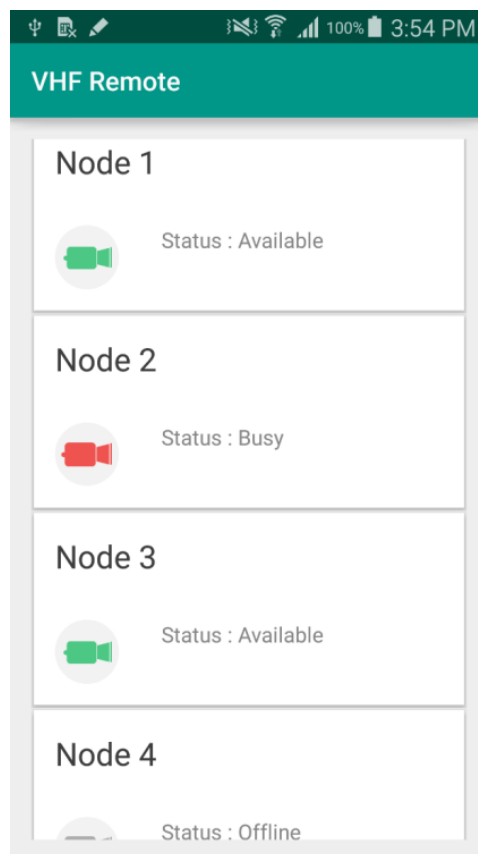 100% 3:54 PM
VHF Remote
Node 1
Status : Available
Node 2
Status : Busy
Node 3
Status : Available
Node 4
Status : Offline